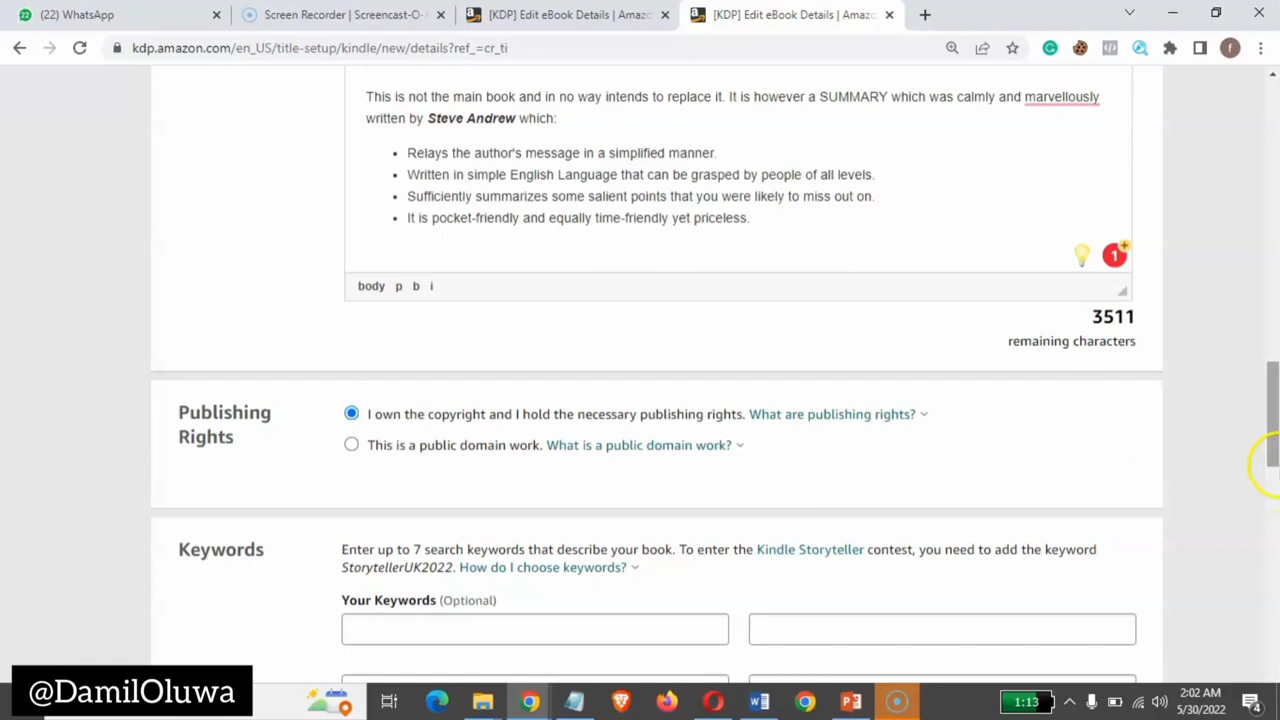 (22) WhatsApp
Screen Recorder | Screencast-O-
[KDP] Edit eBook Details | Amazo
[KDP] Edit eBook Details | Amazo
kdp.amazon.com/en_US/title-setup/kindle/new/details?ref_=cr_ti
f
This is not the main book and in no way intends to replace it. It is however a SUMMARY which was calmly and marvellously
written by Steve Andrew which:
• Relays the author's message in a simplified manner.
• Written in simple English Language that can be grasped by people of all levels.
• Sufficiently summarizes some salient points that you were likely to miss out on.
• It is pocket-friendly and equally time-friendly yet priceless.
1
body p b i
3511
remaining characters
Publishing
Rights
I own the copyright and I hold the necessary publishing rights. What are publishing rights?
This is a public domain work. What is a public domain work?
Keywords
Enter up to 7 search keywords that describe your book. To enter the Kindle Storyteller contest, you need to add the keyword
StorytellerUK2022. How do I choose keywords?
Your Keywords (Optional)
@DamilOluwa
1:13
2:02 AM
5/30/2022
4